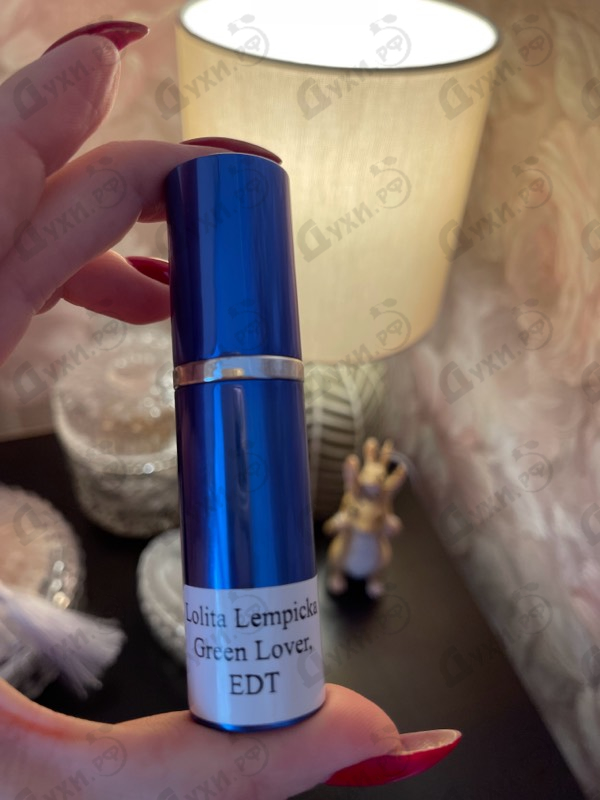 Lolita Lempicka
Green Lover,
EDT
Духи.рф